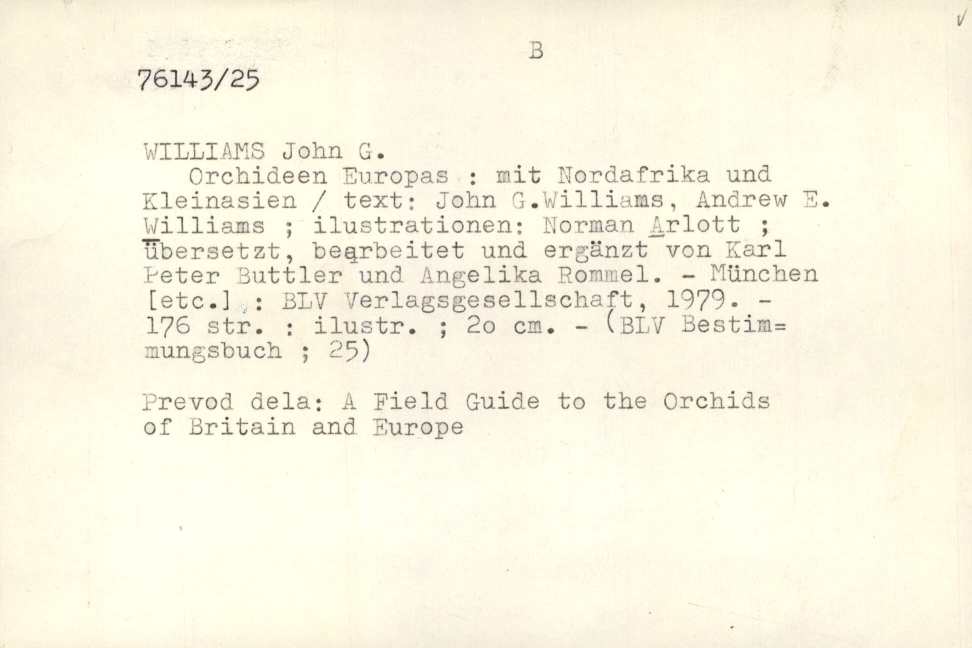 B
76143/25
WILLIAMS John G.
Orchideen Europas : mit Nordafrika und
Kleinasien / text: John G.Williams, Andrew E.
Williams ; ilustrationen: Norman Arlott ;
Übersetzt, bearbeitet und ergänzt von Karl
Peter Buttler und Angelika Rommel. - München
[etc.] : BLV Verlagsgesellschaft, 1979. -
176 str. : ilustr. ; 2o cm. - (BLV Bestim=
mungsbuch ; 25)
Prevod dela: A Field Guide to the Orchids
of Britain and Europe